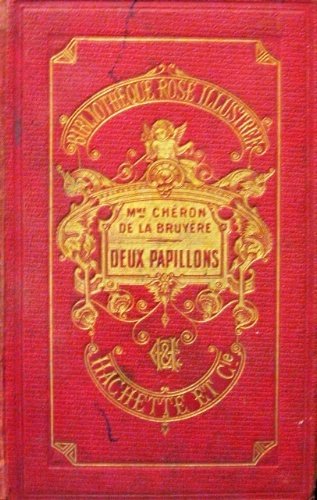 BIBLIOTHÈQUE ROSE ILLUSTRÉE
Mme CHÉRON
DE LA BRUYÈRE
DEUX PAPILLONS
HACHETTE ET Cie